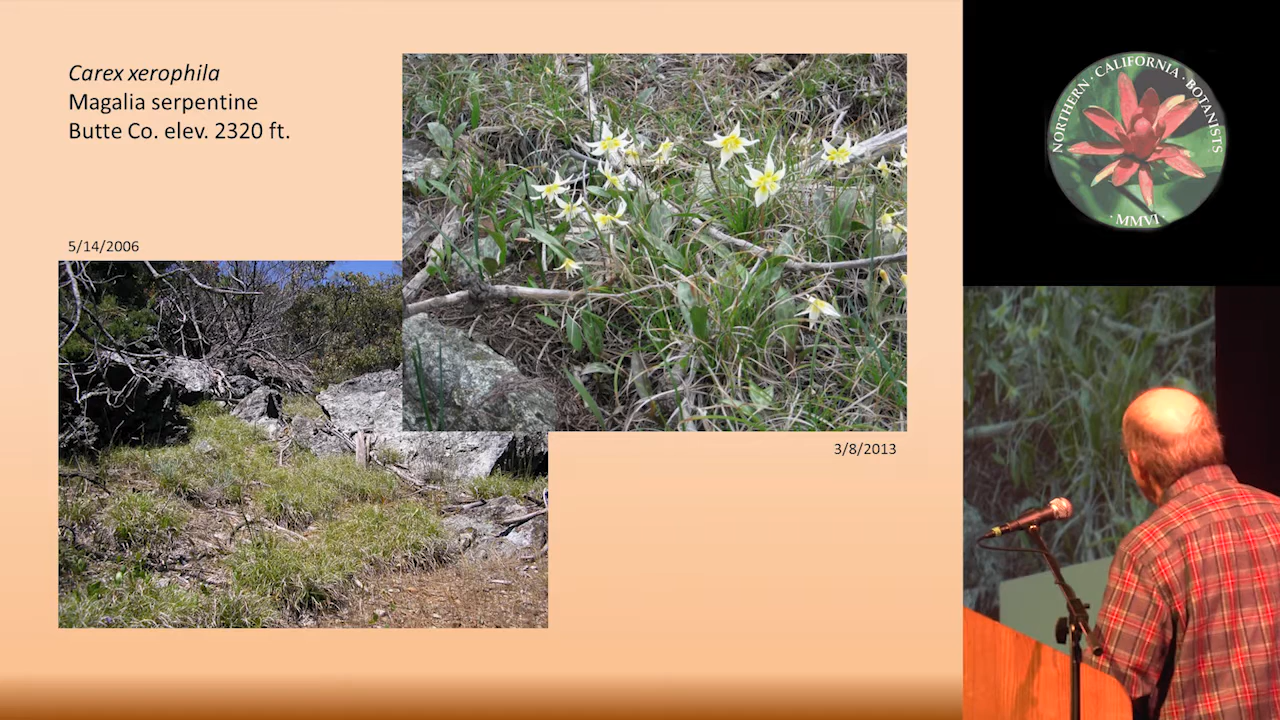 Carex xerophila
Magalia serpentine
Butte Co. elev. 2320 ft.
5/14/2006
3/8/2013
NORTHERN · CALIFORNIA · BOTANISTS
· MMVI ·